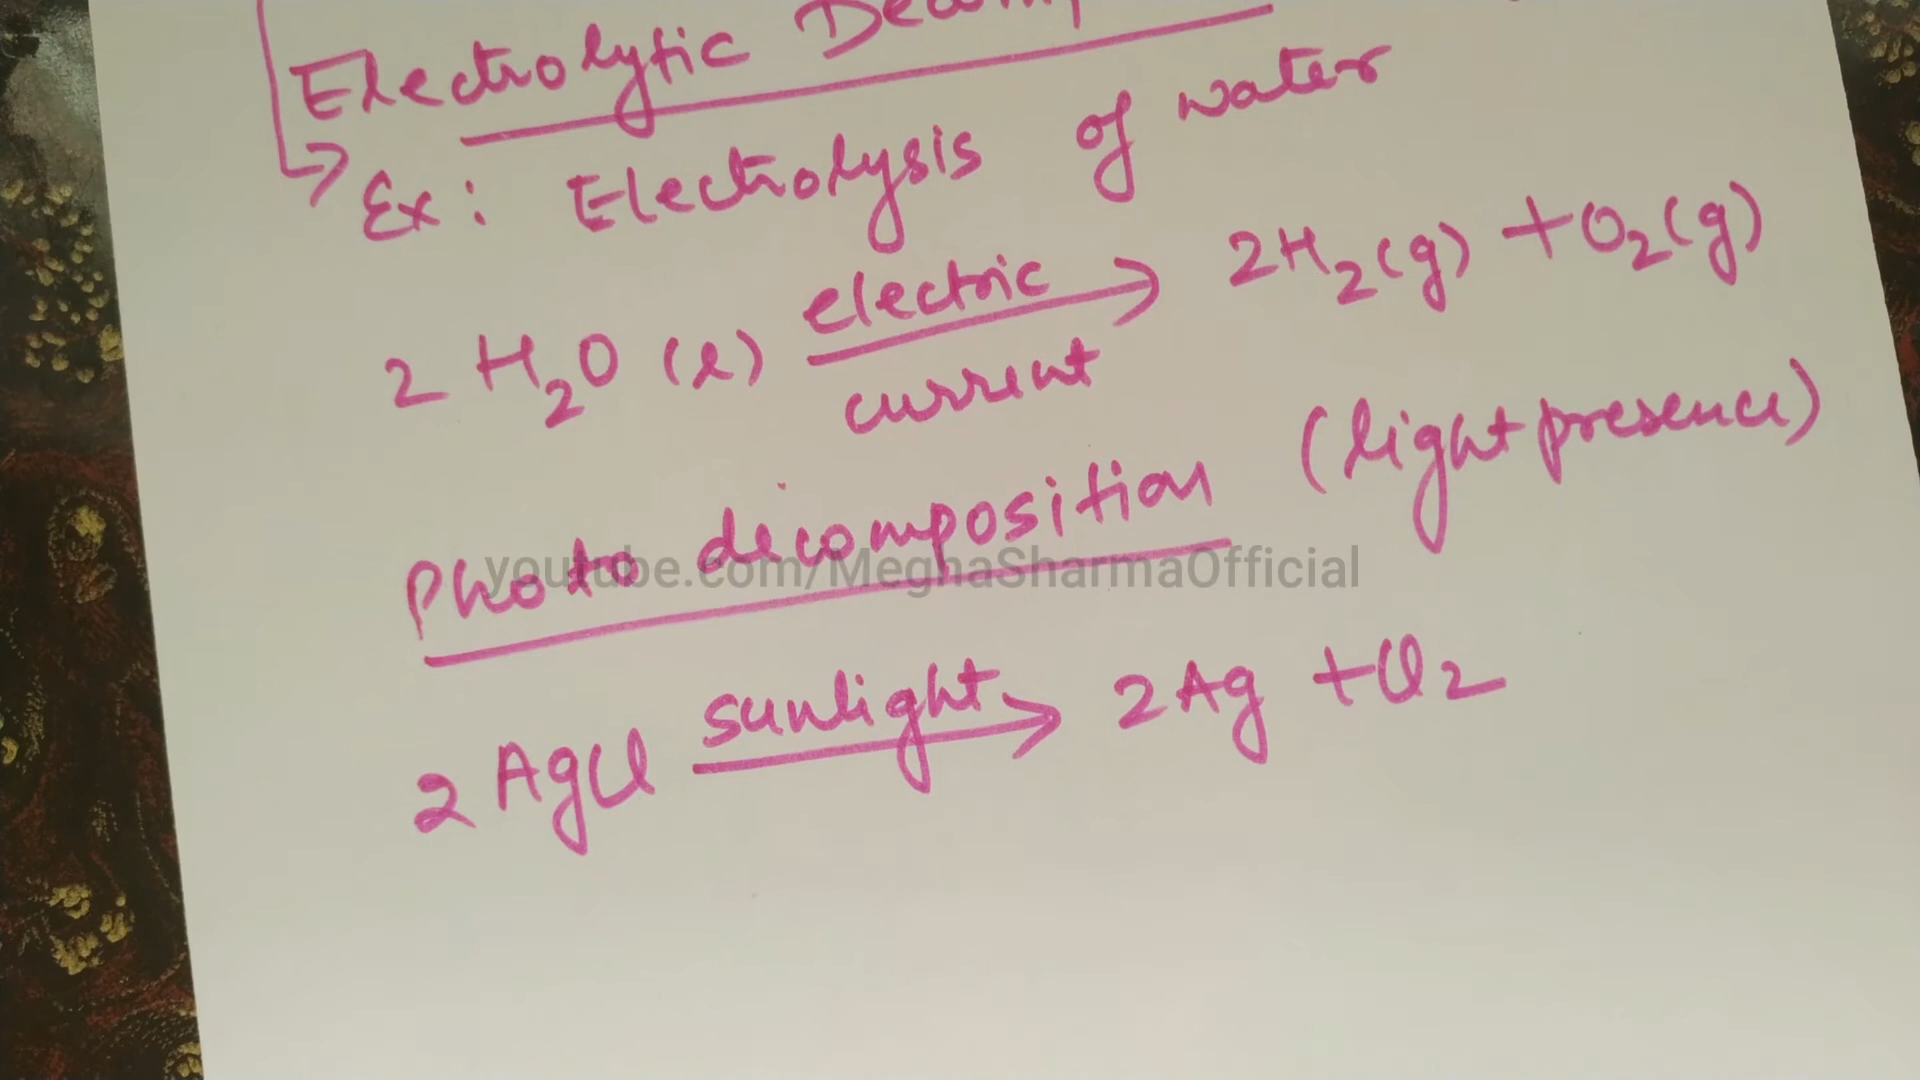 Electrolytic
Ex: Electrolysis of water
2 H₂O (l) electric current → 2H₂(g) + O₂(g)
Photo decomposition (light presence)
youtube.com/MeghaSharmaOfficial
2 AgCl sunlight → 2Ag + Cl₂